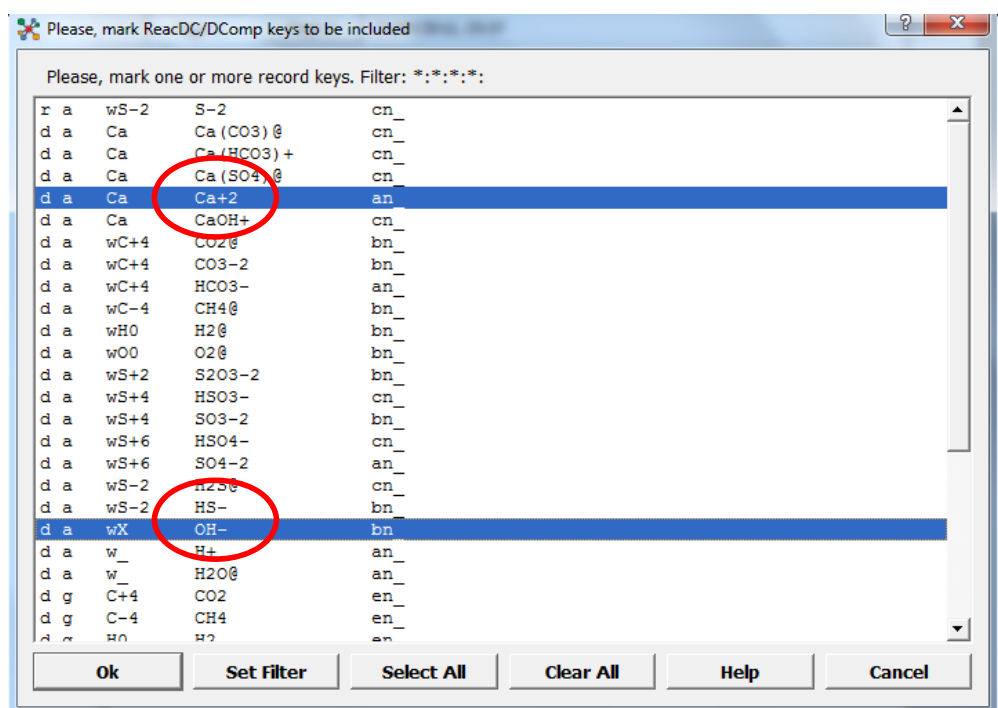 Please, mark ReacDC/DComp keys to be included
Please, mark one or more record keys. Filter: *:*:*:*:
r a wS-2 S-2 cn_
d a Ca Ca(CO3)@ cn_
d a Ca Ca(HCO3)+ cn_
d a Ca Ca(SO4)@ cn_
d a Ca Ca+2 an_
d a Ca CaOH+ cn_
d a wC+4 CO2@ bn_
d a wC+4 CO3-2 bn_
d a wC+4 HCO3- an_
d a wC-4 CH4@ bn_
d a wH0 H2@ bn_
d a wO0 O2@ bn_
d a wS+2 S2O3-2 bn_
d a wS+4 HSO3- cn_
d a wS+4 SO3-2 bn_
d a wS+6 HSO4- cn_
d a wS+6 SO4-2 an_
d a wS-2 H2S@ cn_
d a wS-2 HS- bn_
d a wX OH- bn_
d a w_ H+ an_
d a w_ H2O@ an_
d g C+4 CO2 en_
d g C-4 CH4 en_
d g H0 H2 en_
Ok Set Filter Select All Clear All Help Cancel